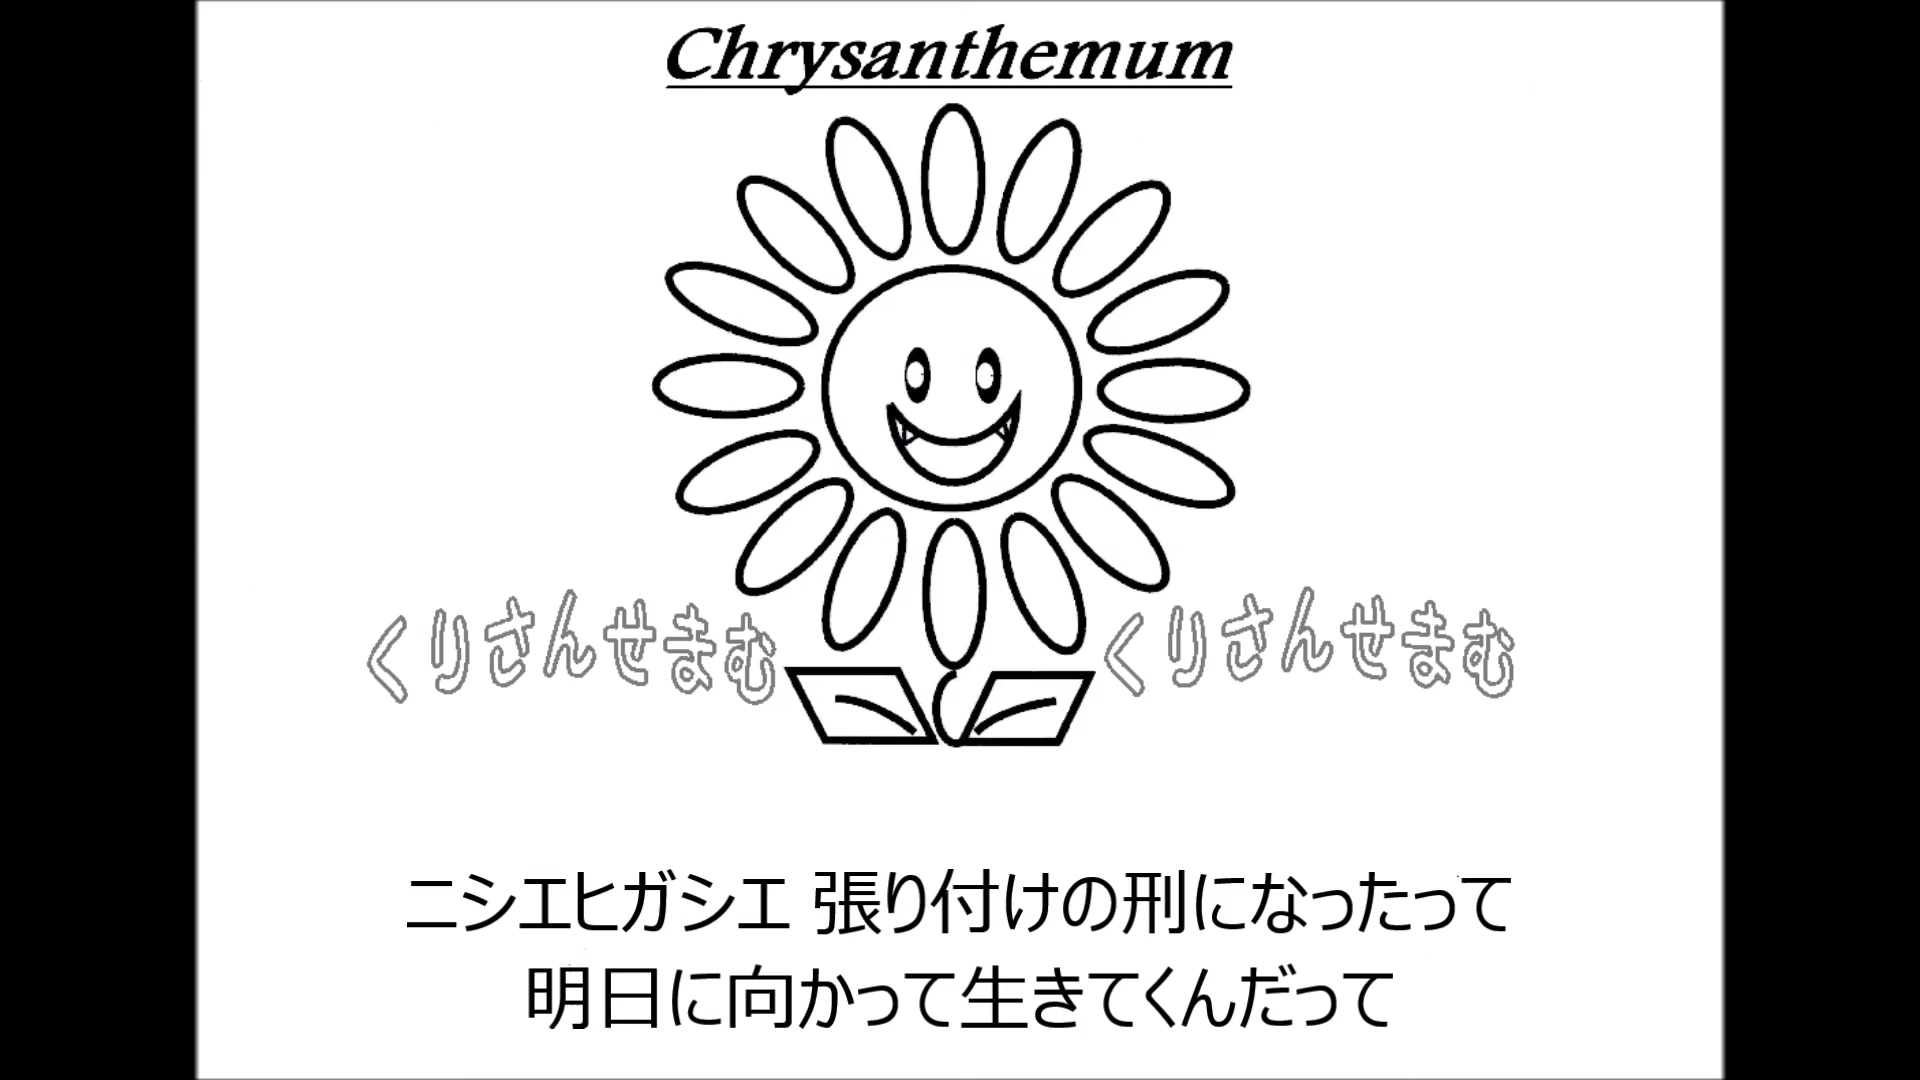 Chrysanthemum
くりさんせまむ
くりさんせまむ
ニシエヒガシエ 張り付けの刑になったって
明日に向かって生きてくんだって